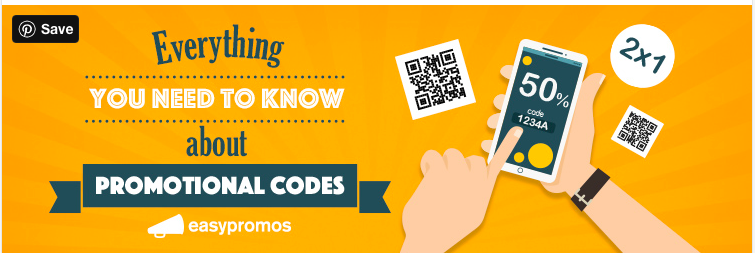 Save
Everything
YOU NEED TO KNOW
about
PROMOTIONAL CODES
easypromos
50%
code
1234A
2x1